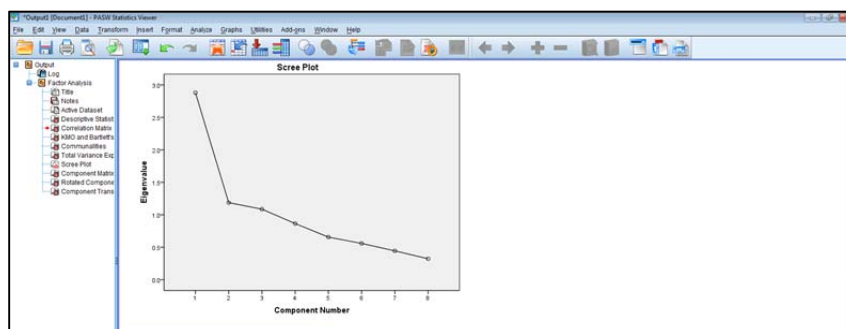 *Output1 [Document1] - PASW Statistics Viewer
File Edit View Data Transform Insert Format Analyze Graphs Utilities Add-ons Window Help
Output
Log
Factor Analysis
Title
Notes
Active Dataset
Descriptive Statist
Correlation Matrix
KMO and Bartlett's
Communalities
Total Variance Exp
Scree Plot
Component Matrix
Rotated Compone
Component Trans
Scree Plot
3.0
2.5
2.0
1.5
1.0
0.5
0.0
Eigenvalue
1 2 3 4 5 6 7 8
Component Number